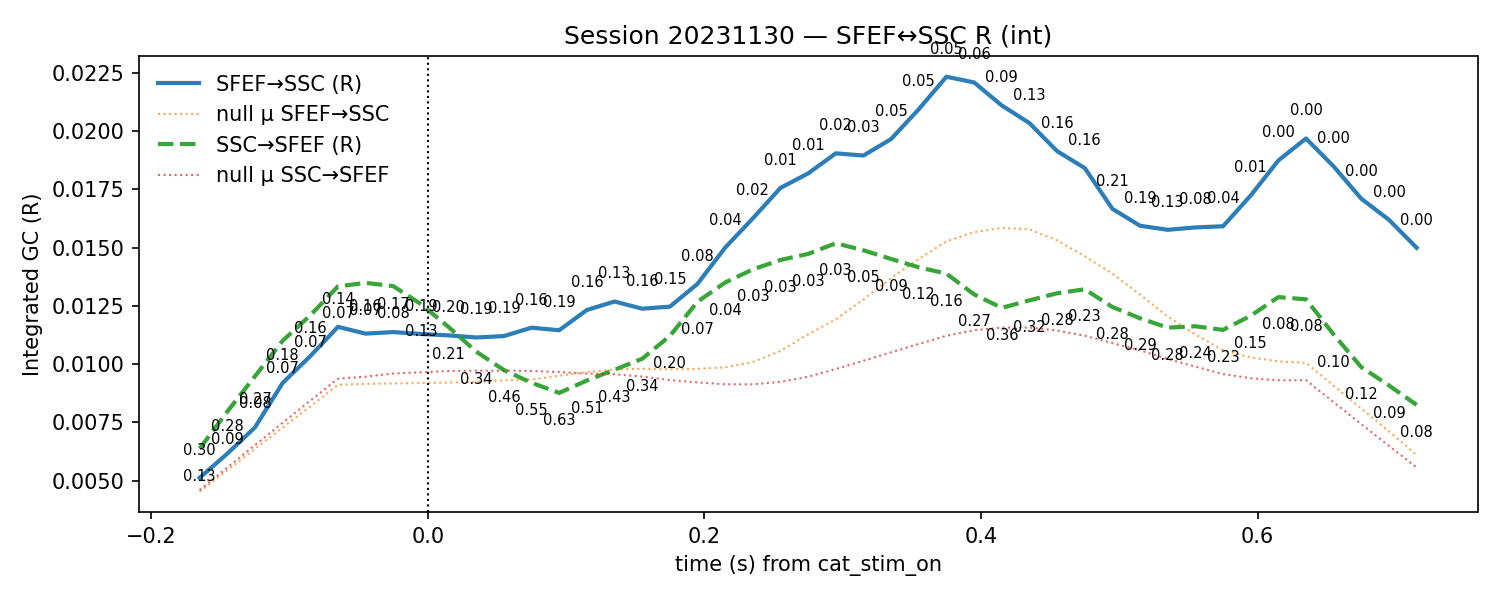 Session 20231130 — SFEF↔SSC R (int)
Integrated GC (R)
0.0225
0.0200
0.0175
0.0150
0.0125
0.0100
0.0075
0.0050
SFEF→SSC (R)
null μ SFEF→SSC
SSC→SFEF (R)
null μ SSC→SFEF
0.30 0.28 0.27 0.18 0.16 0.14 0.16 0.17 0.19 0.20 0.19 0.19 0.16 0.19 0.16 0.13 0.16 0.15 0.08 0.04 0.02 0.01 0.01 0.02 0.03 0.05 0.05 0.05 0.06 0.09 0.13 0.16 0.16 0.21 0.19 0.13 0.08 0.04 0.01 0.00 0.00 0.00 0.00 0.00 0.00
0.13 0.09 0.08 0.07 0.07 0.07 0.07 0.08 0.13 0.21 0.34 0.46 0.55 0.63 0.51 0.43 0.34 0.20 0.07 0.04 0.03 0.03 0.03 0.03 0.05 0.09 0.12 0.16 0.27 0.36 0.32 0.28 0.23 0.28 0.29 0.28 0.24 0.23 0.15 0.08 0.08 0.10 0.12 0.09 0.08
−0.2 0.0 0.2 0.4 0.6
time (s) from cat_stim_on